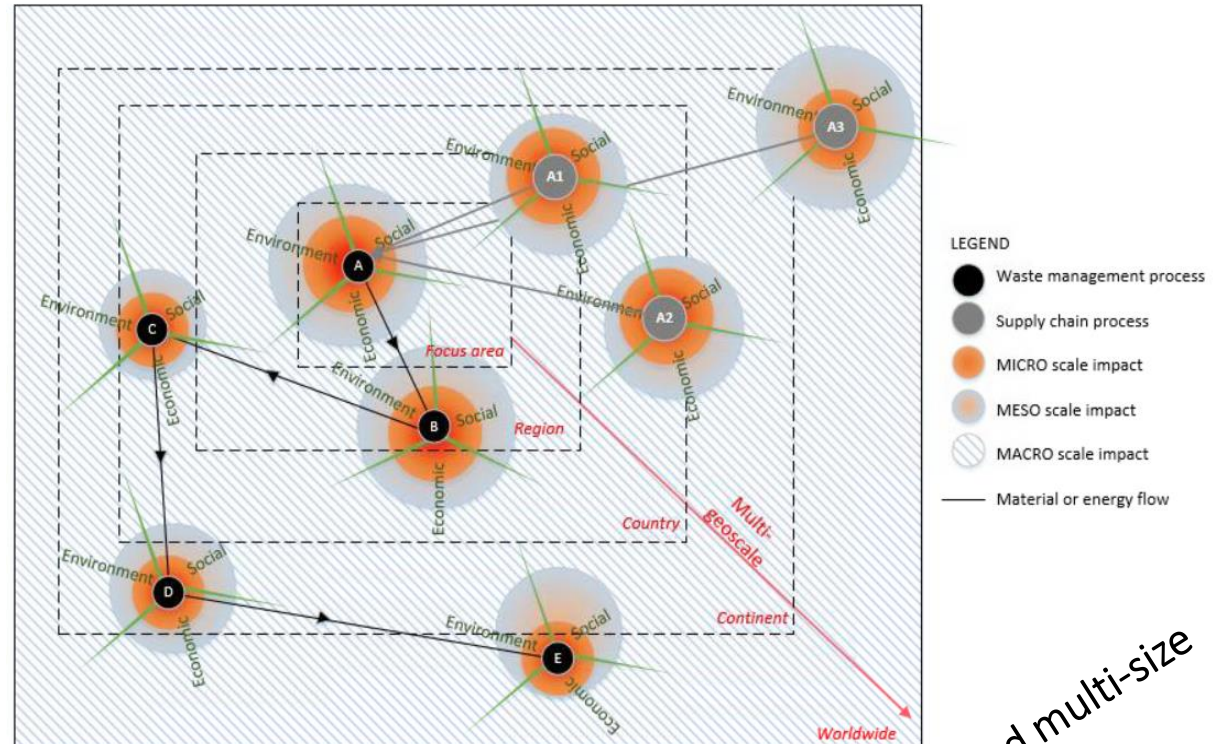 Environment
Social
A3
Economic
Environment
Social
A1
Economic
Environment
Social
A
Economic
Environment
Social
A2
Economic
Environment
Social
C
Economic
Focus area
Environment
Social
B
Economic
Region
Country
Multi-
geoscale
Environment
Social
D
Economic
Continent
Environment
Social
E
Economic
Worldwide
LEGEND
Waste management process
Supply chain process
MICRO scale impact
MESO scale impact
MACRO scale impact
Material or energy flow
d multi-size